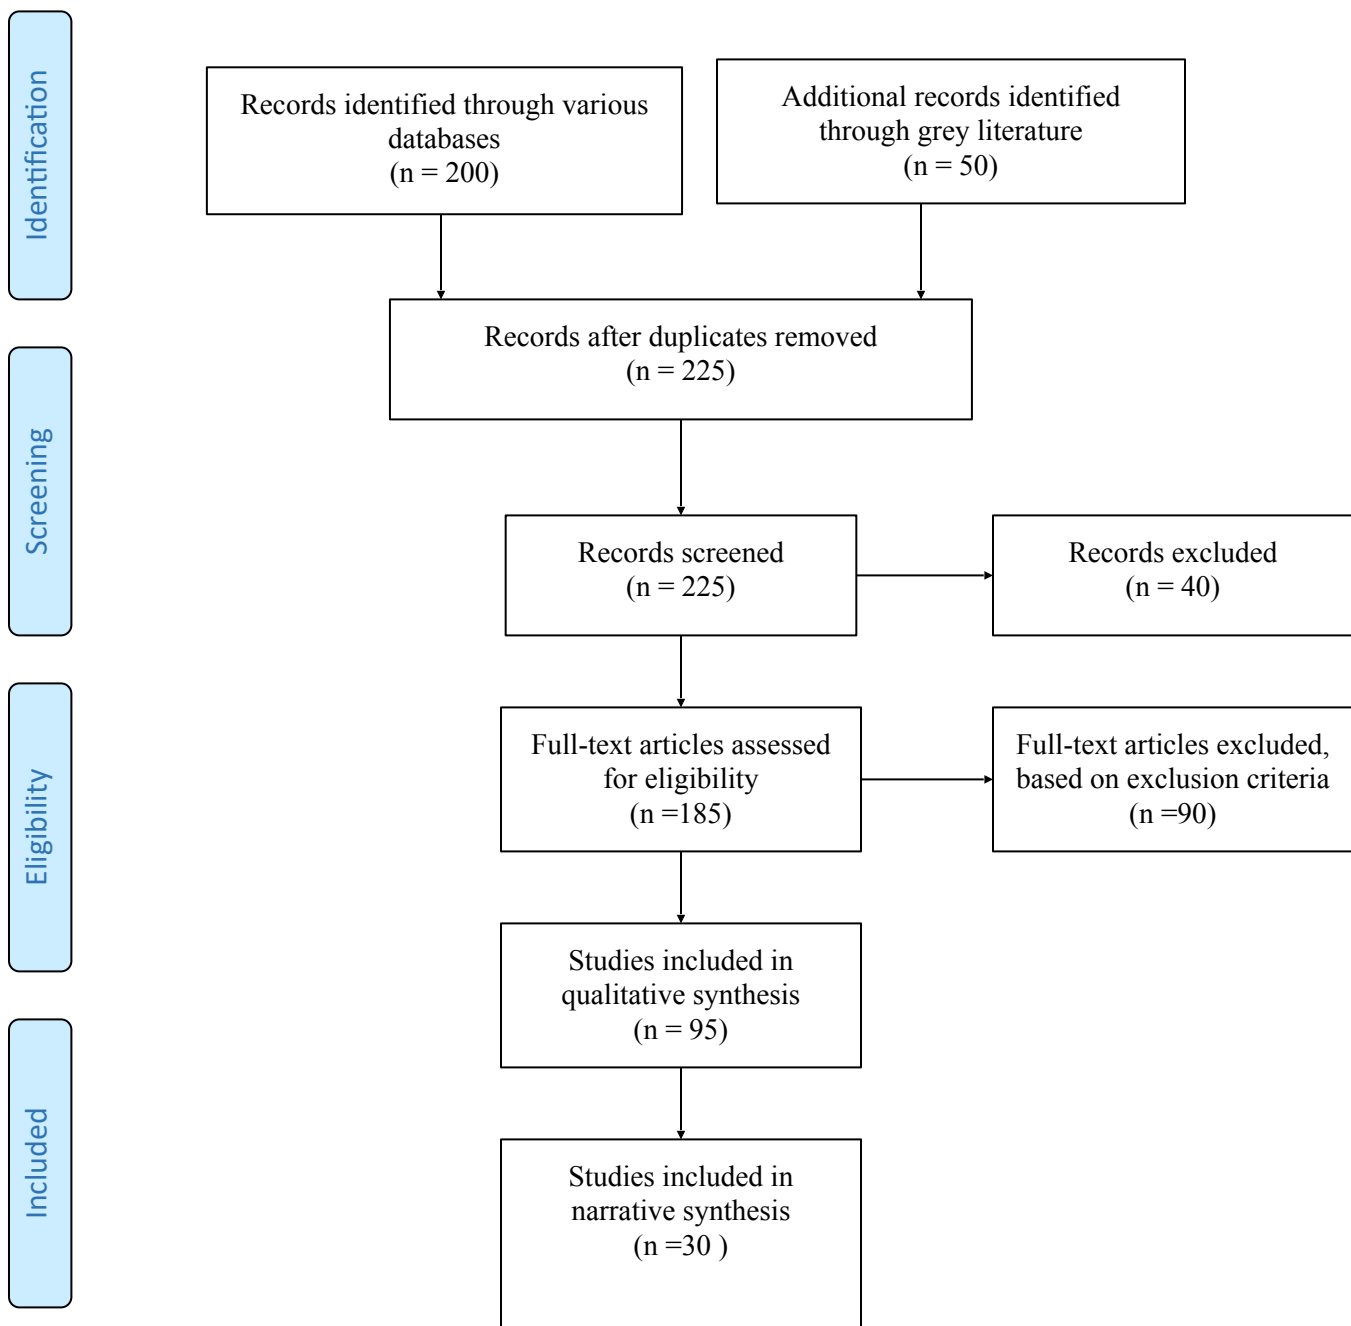 Identification
Records identified through various
databases
(n = 200)
Additional records identified
through grey literature
(n = 50)
Records after duplicates removed
(n = 225)
Screening
Records screened
(n = 225)
Records excluded
(n = 40)
Eligibility
Full-text articles assessed
for eligibility
(n =185)
Full-text articles excluded,
based on exclusion criteria
(n =90)
Studies included in
qualitative synthesis
(n = 95)
Included
Studies included in
narrative synthesis
(n =30 )